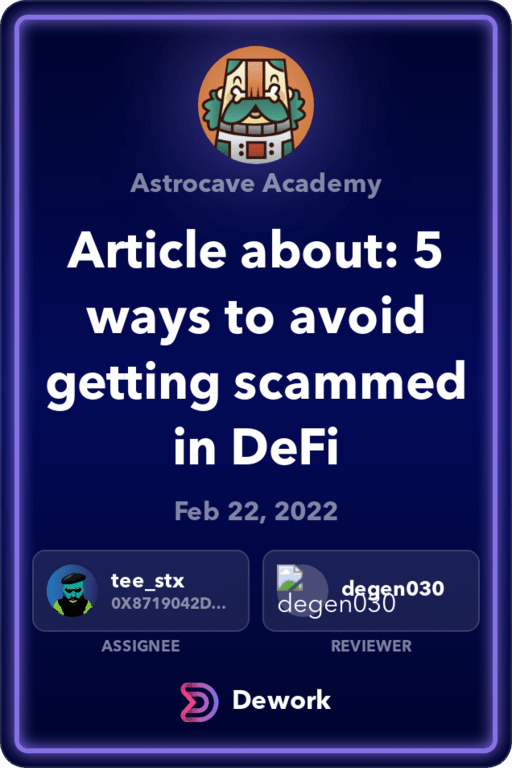 Astrocave Academy
Article about: 5
ways to avoid
getting scammed
in DeFi
Feb 22, 2022
tee_stx
0X8719042D...
degen030
degen030
ASSIGNEE
REVIEWER
Dework